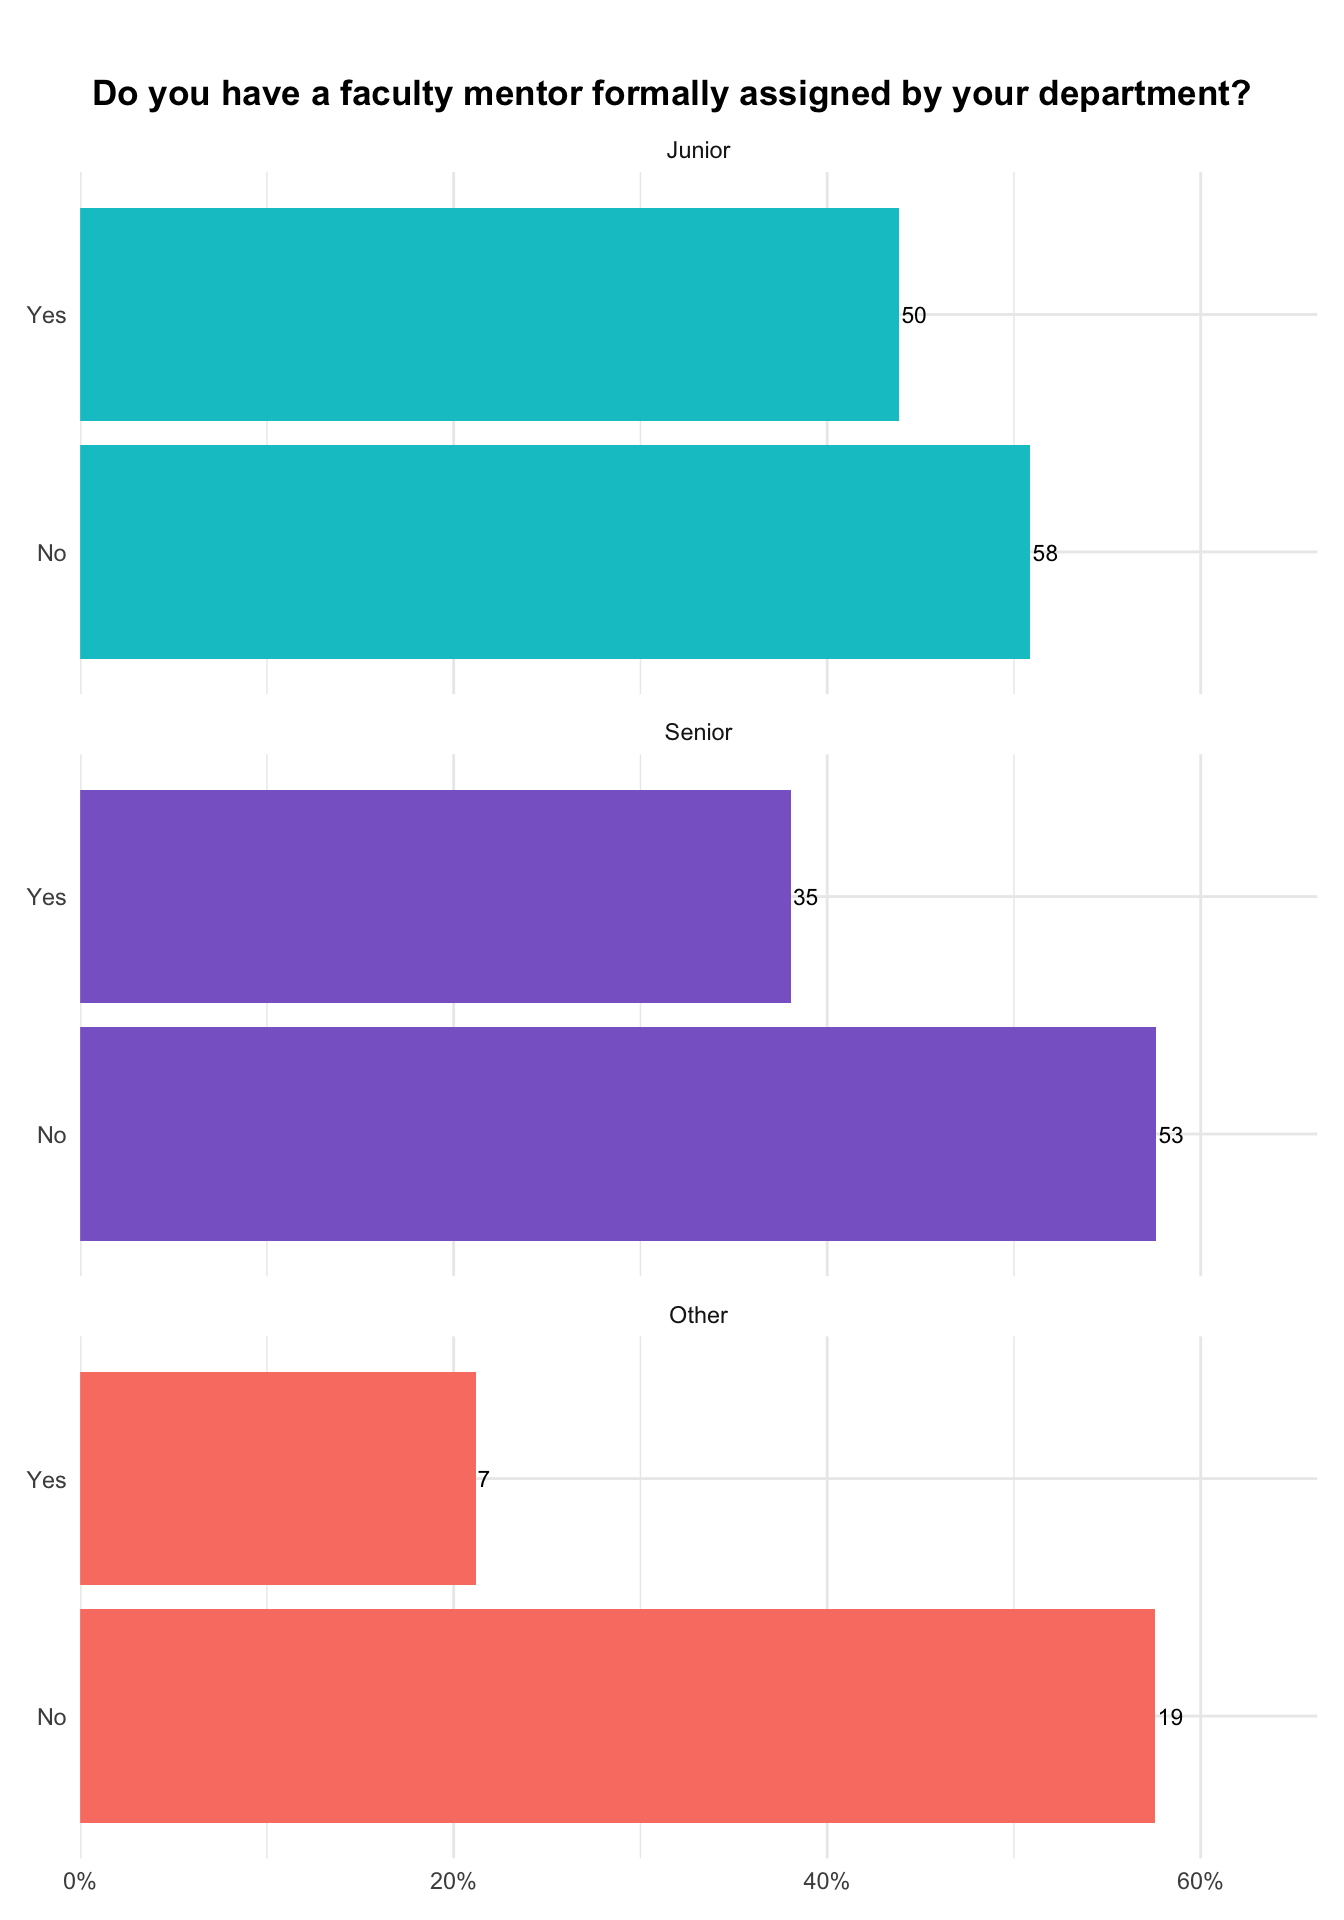 Do you have a faculty mentor formally assigned by your department?
Junior
Yes
50
No
58
Senior
Yes
35
No
53
Other
Yes
7
No
19
0%
20%
40%
60%